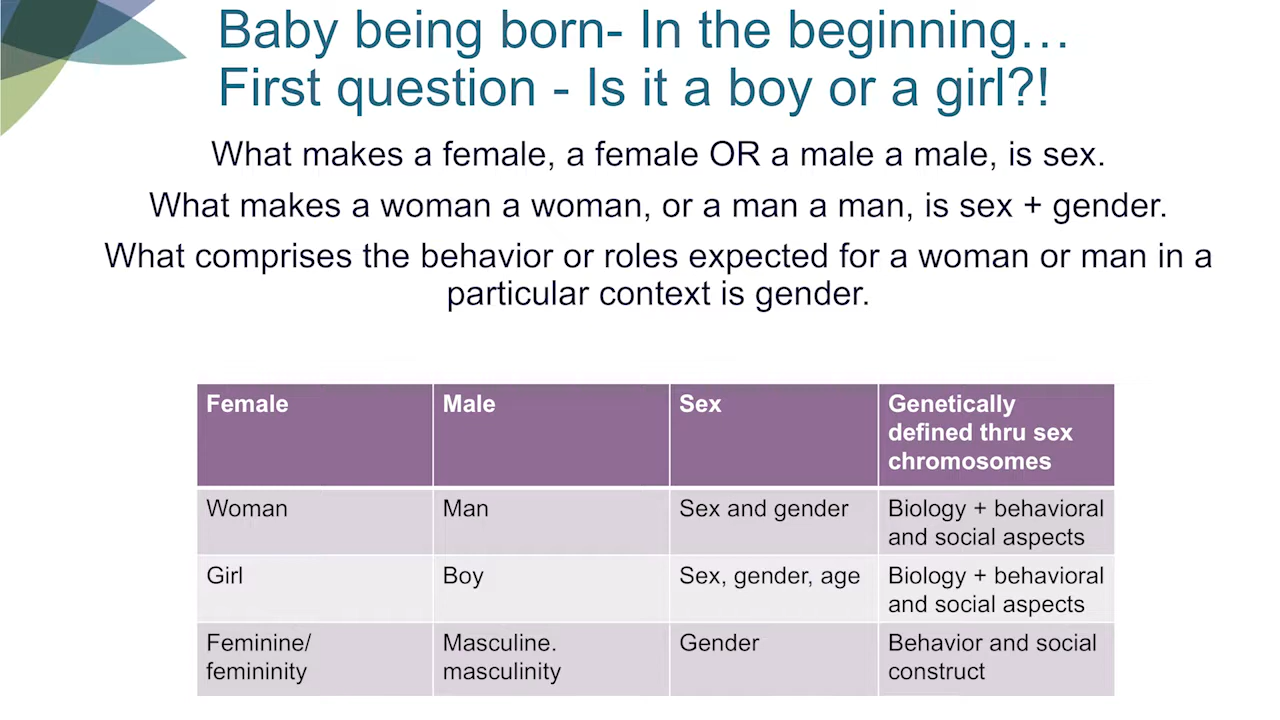 Baby being born- In the beginning…
First question - Is it a boy or a girl?!
What makes a female, a female OR a male a male, is sex.
What makes a woman a woman, or a man a man, is sex + gender.
What comprises the behavior or roles expected for a woman or man in a
particular context is gender.
Female
Male
Sex
Genetically
defined thru sex
chromosomes
Woman
Man
Sex and gender
Biology + behavioral
and social aspects
Girl
Boy
Sex, gender, age
Biology + behavioral
and social aspects
Feminine/
femininity
Masculine.
masculinity
Gender
Behavior and social
construct